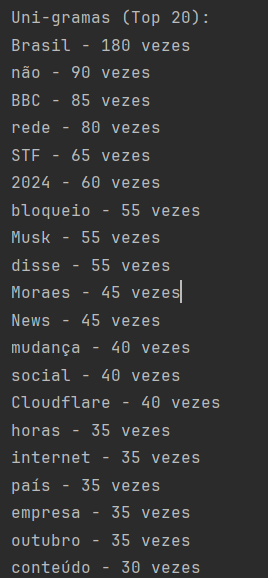 Uni-gramas (Top 20):
Brasil - 180 vezes
não - 90 vezes
BBC - 85 vezes
rede - 80 vezes
STF - 65 vezes
2024 - 60 vezes
bloqueio - 55 vezes
Musk - 55 vezes
disse - 55 vezes
Moraes - 45 vezes
News - 45 vezes
mudança - 40 vezes
social - 40 vezes
Cloudflare - 40 vezes
horas - 35 vezes
internet - 35 vezes
país - 35 vezes
empresa - 35 vezes
outubro - 35 vezes
conteúdo - 30 vezes